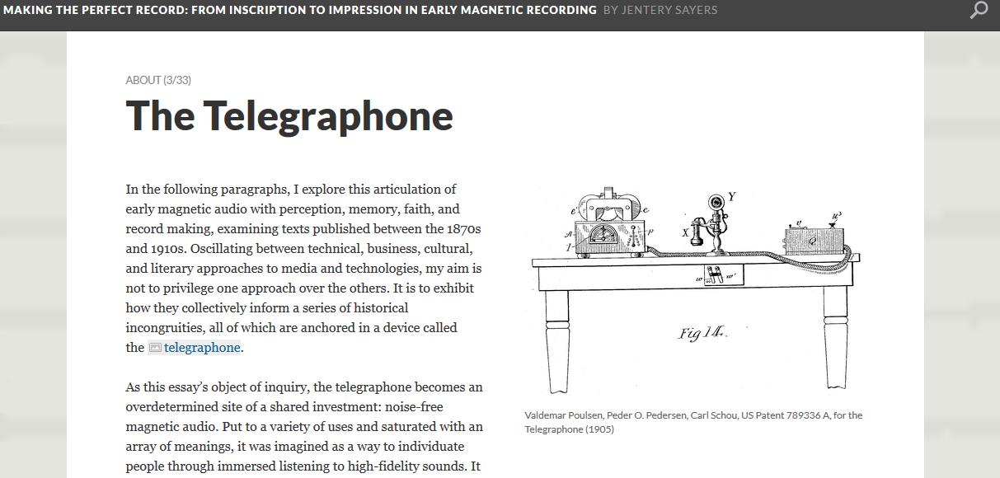 MAKING THE PERFECT RECORD: FROM INSCRIPTION TO IMPRESSION IN EARLY MAGNETIC RECORDING BY JENTERY SAYERS
ABOUT (3/33)
The Telegraphone
In the following paragraphs, I explore this articulation of
early magnetic audio with perception, memory, faith, and
record making, examining texts published between the 1870s
and 1910s. Oscillating between technical, business, cultural,
and literary approaches to media and technologies, my aim is
not to privilege one approach over the others. It is to exhibit
how they collectively inform a series of historical
incongruities, all of which are anchored in a device called
the telegraphone.
As this essay’s object of inquiry, the telegraphone becomes an
overdetermined site of a shared investment: noise-free
magnetic audio. Put to a variety of uses and saturated with an
array of meanings, it was imagined as a way to individuate
people through immersed listening to high-fidelity sounds. It
e' e Y
A p X v u³
1 Q
w w'
Fig 14.
Valdemar Poulsen, Peder O. Pedersen, Carl Schou, US Patent 789336 A, for the
Telegraphone (1905)